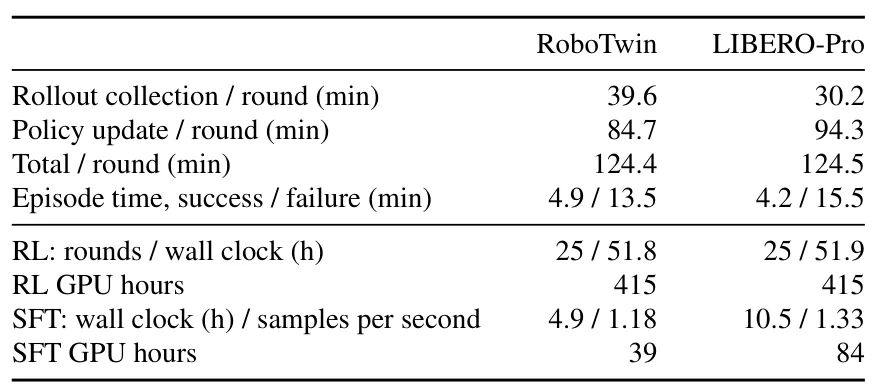 RoboTwin LIBERO-Pro
Rollout collection / round (min) 39.6 30.2
Policy update / round (min) 84.7 94.3
Total / round (min) 124.4 124.5
Episode time, success / failure (min) 4.9 / 13.5 4.2 / 15.5
RL: rounds / wall clock (h) 25 / 51.8 25 / 51.9
RL GPU hours 415 415
SFT: wall clock (h) / samples per second 4.9 / 1.18 10.5 / 1.33
SFT GPU hours 39 84